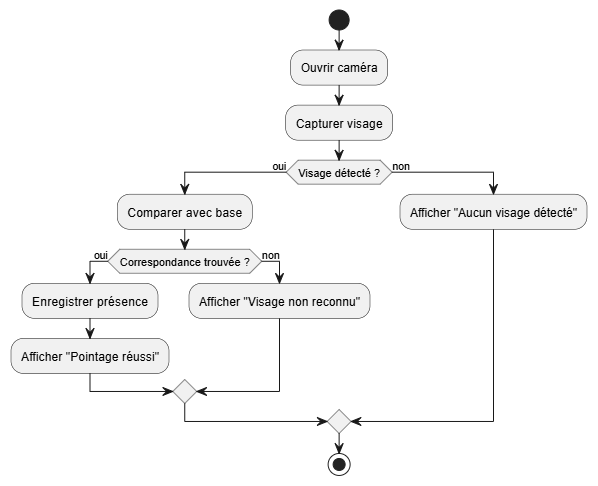 Ouvrir caméra
Capturer visage
oui
Visage détecté ?
non
Comparer avec base
Afficher "Aucun visage détecté"
oui
Correspondance trouvée ?
non
Enregistrer présence
Afficher "Visage non reconnu"
Afficher "Pointage réussi"